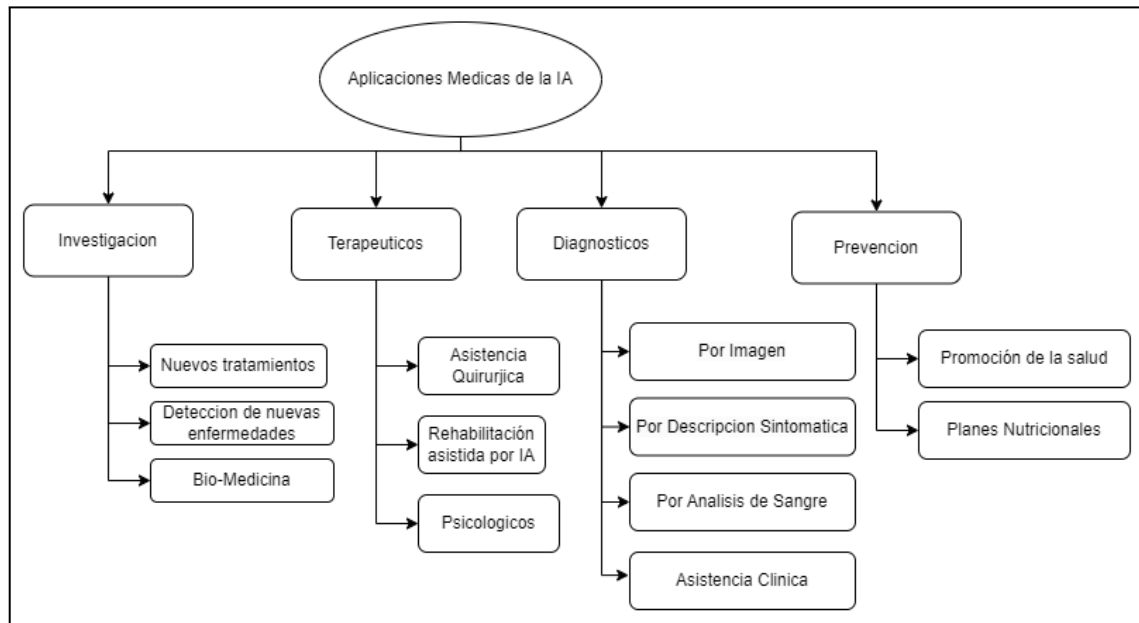 Aplicaciones Medicas de la IA
Investigacion
Terapeuticos
Diagnosticos
Prevencion
Nuevos tratamientos
Deteccion de nuevas
enfermedades
Bio-Medicina
Asistencia
Quirurjica
Rehabilitación
asistida por IA
Psicologicos
Por Imagen
Por Descripcion Sintomatica
Por Analisis de Sangre
Asistencia Clinica
Promoción de la salud
Planes Nutricionales